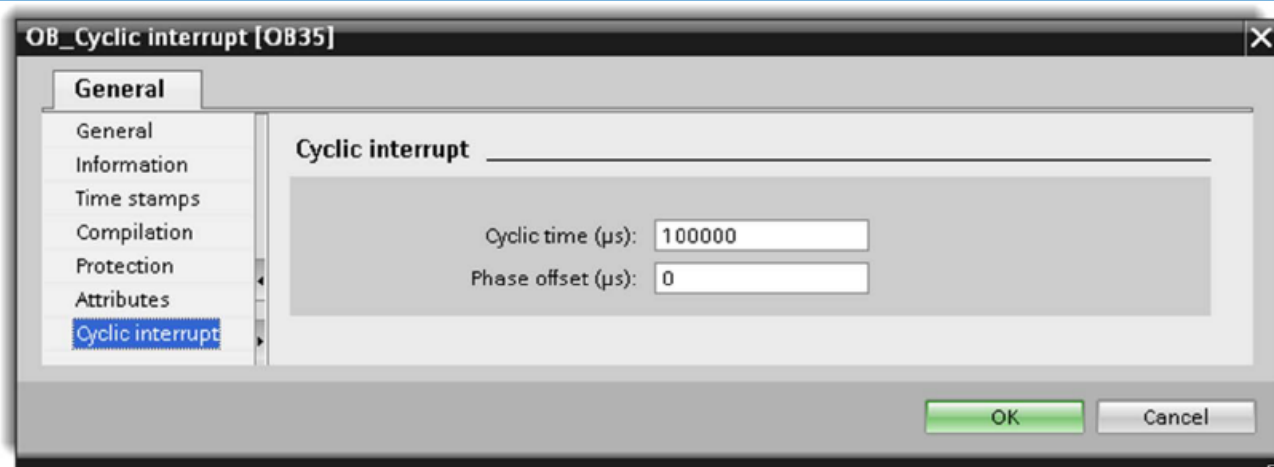 OB_Cyclic interrupt [OB35]
General
General
Information
Time stamps
Compilation
Protection
Attributes
Cyclic interrupt
Cyclic interrupt
Cyclic time (µs): 100000
Phase offset (µs): 0
OK Cancel